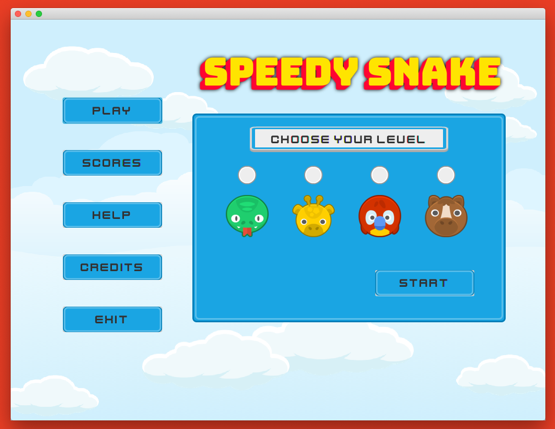 SPEEDY SNAKE
PLAY
SCORES
HELP
CREDITS
EXIT
CHOOSE YOUR LEVEL
START